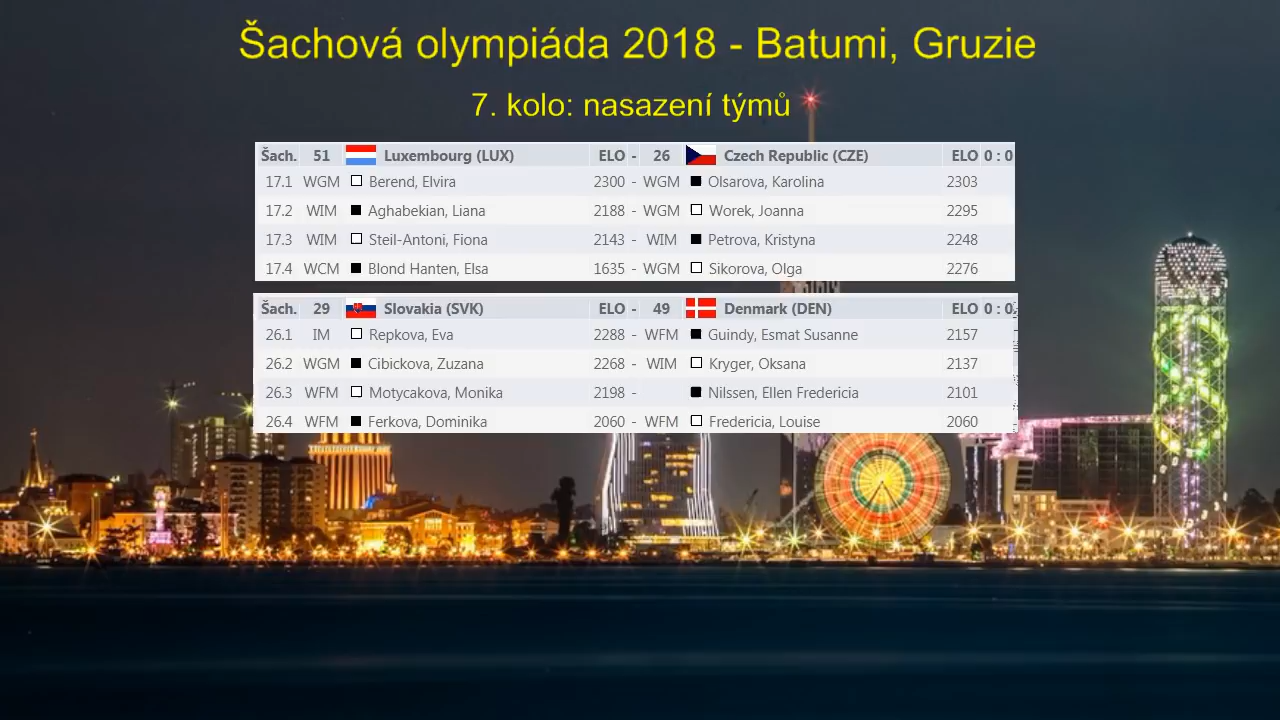 Šachová olympiáda 2018 - Batumi, Gruzie
7. kolo: nasazení týmů
Šach. 51 Luxembourg (LUX) ELO - 26 Czech Republic (CZE) ELO 0 : 0
17.1 WGM Berend, Elvira 2300 - WGM Olsarova, Karolina 2303
17.2 WIM Aghabekian, Liana 2188 - WGM Worek, Joanna 2295
17.3 WIM Steil-Antoni, Fiona 2143 - WIM Petrova, Kristyna 2248
17.4 WCM Blond Hanten, Elsa 1635 - WGM Sikorova, Olga 2276
Šach. 29 Slovakia (SVK) ELO - 49 Denmark (DEN) ELO 0 : 0
26.1 IM Repkova, Eva 2288 - WFM Guindy, Esmat Susanne 2157
26.2 WGM Cibickova, Zuzana 2268 - WIM Kryger, Oksana 2137
26.3 WFM Motycakova, Monika 2198 - Nilssen, Ellen Fredericia 2101
26.4 WFM Ferkova, Dominika 2060 - WFM Fredericia, Louise 2060